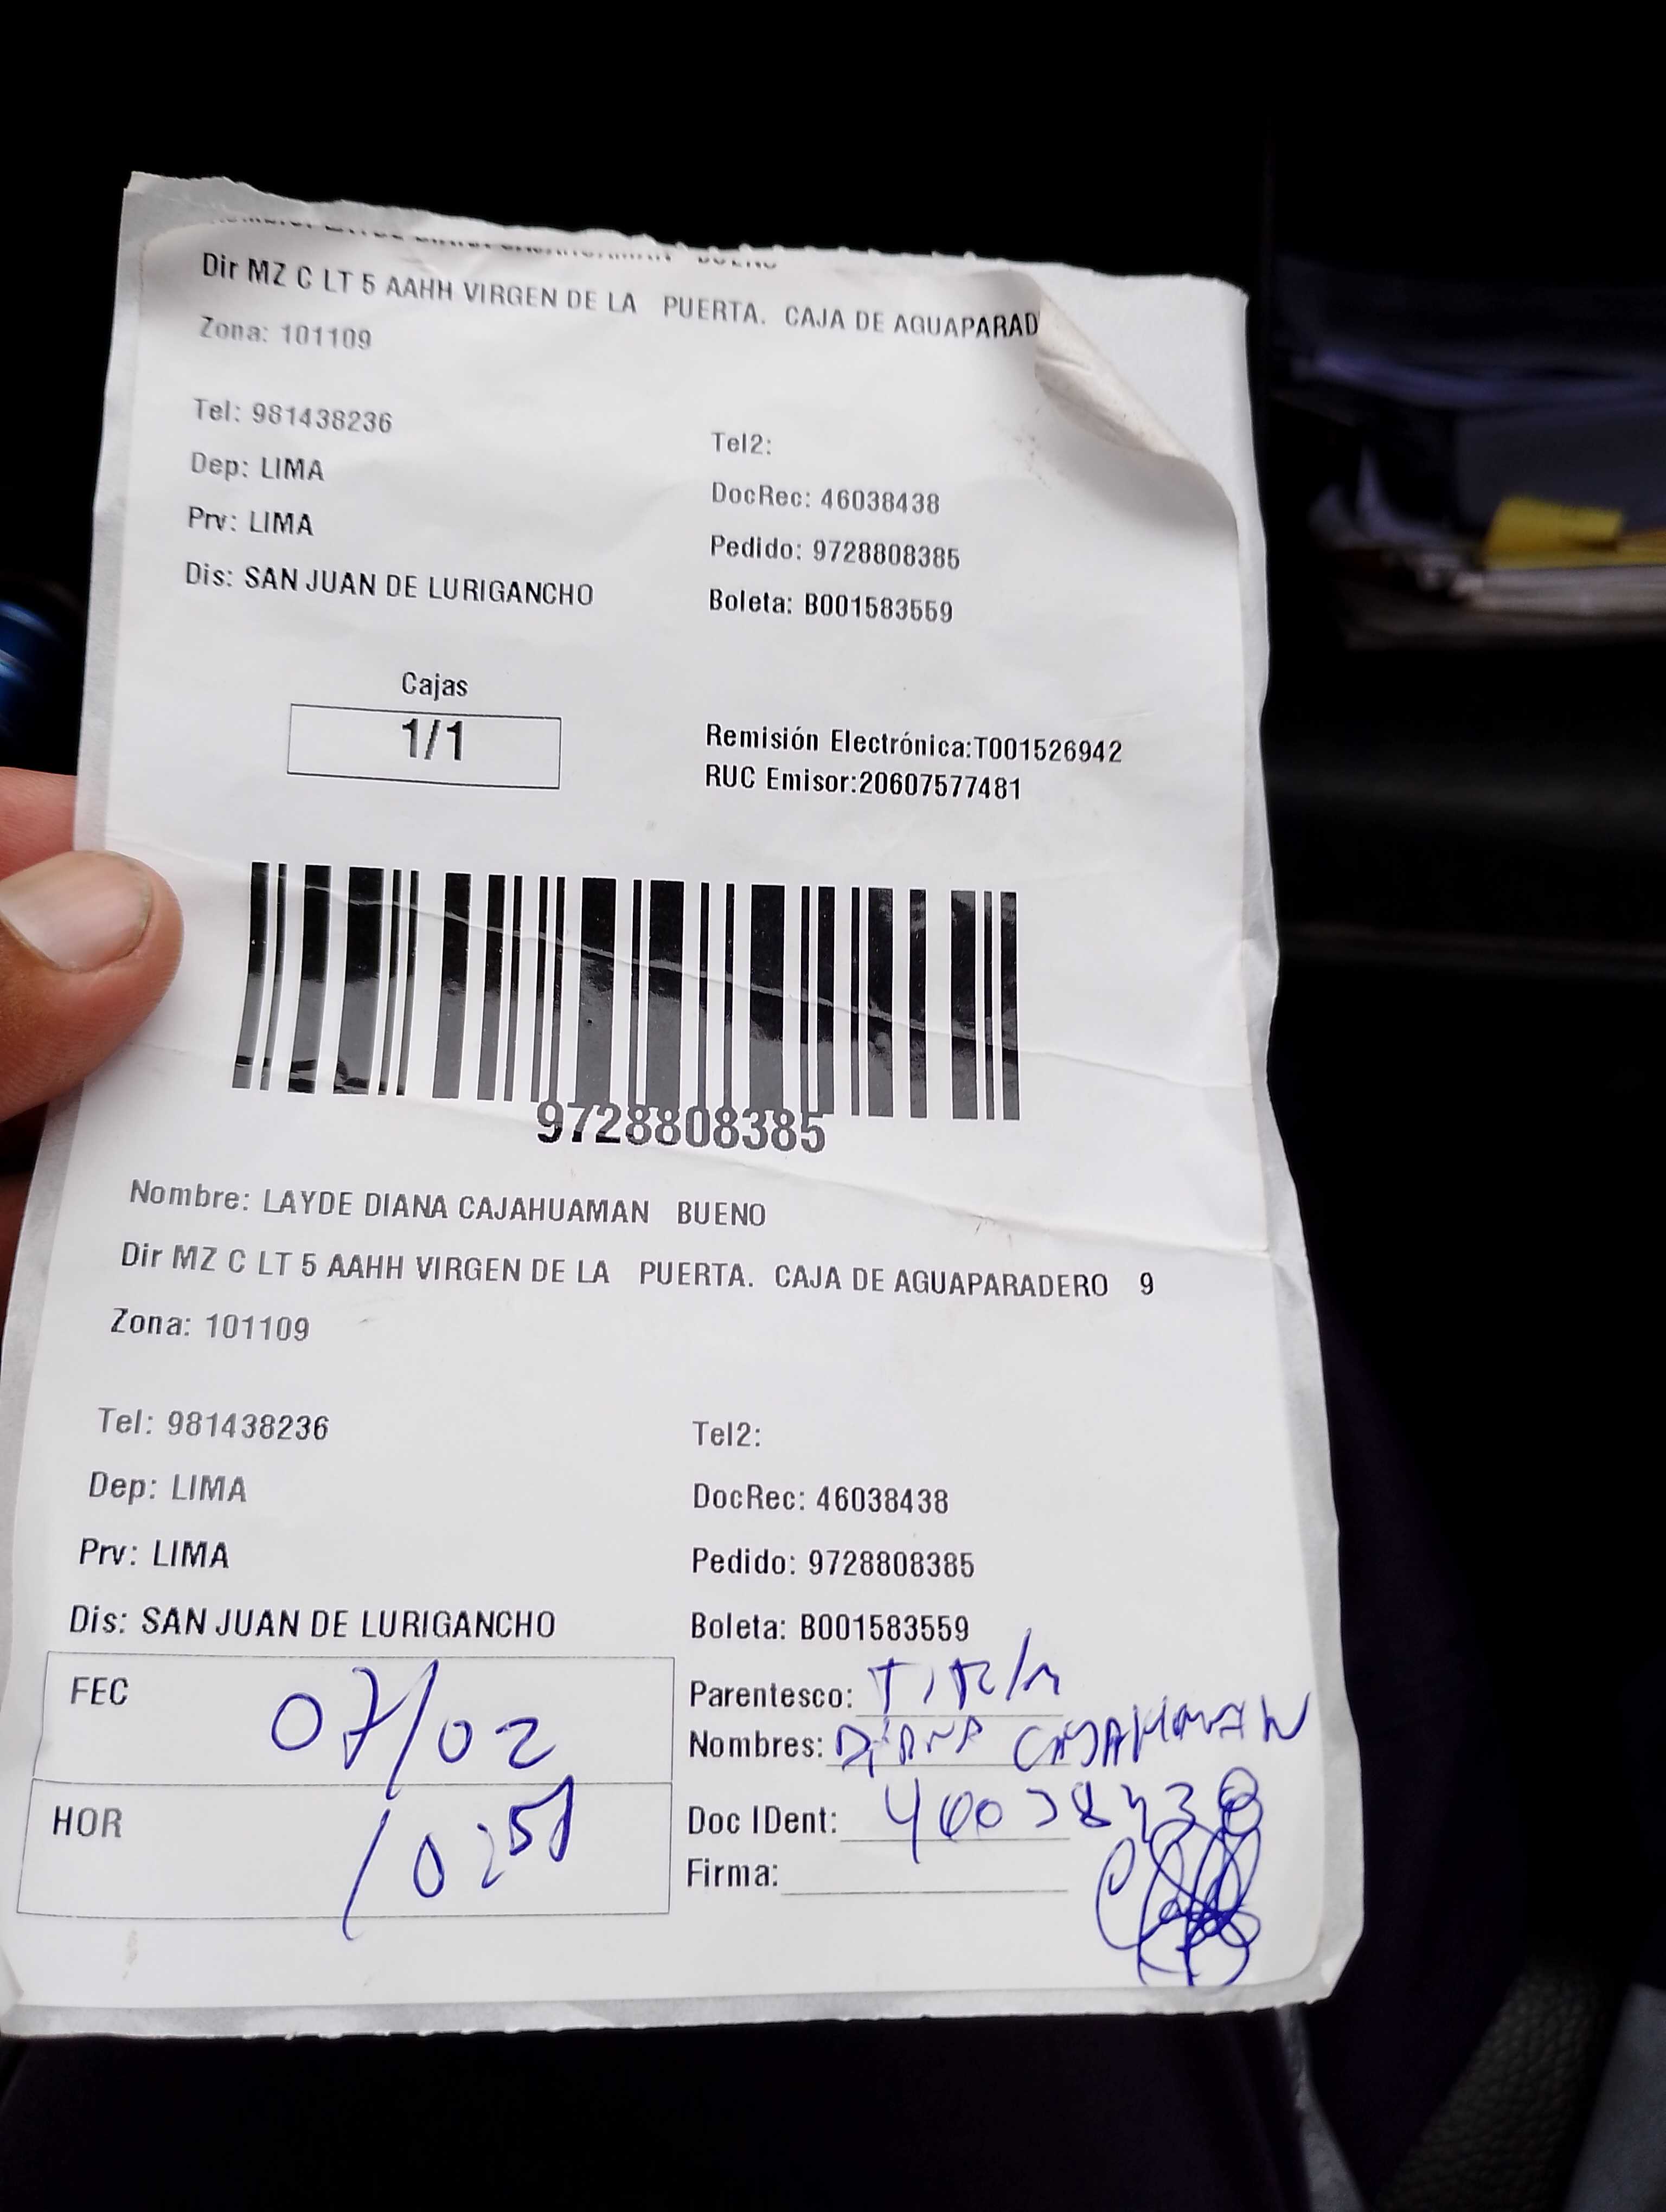 Dir MZ C LT 5 AAHH VIRGEN DE LA PUERTA. CAJA DE AGUAPARAD
Zona: 101109
Tel: 981438236
Tel2:
Dep: LIMA
DocRec: 46038438
Prv: LIMA
Pedido: 9728808385
Dis: SAN JUAN DE LURIGANCHO
Boleta: B001583559
Cajas
1/1
Remisión Electrónica:T001526942
RUC Emisor:20607577481
9728808385
Nombre: LAYDE DIANA CAJAHUAMAN BUENO
Dir MZ C LT 5 AAHH VIRGEN DE LA PUERTA. CAJA DE AGUAPARADERO 9
Zona: 101109
Tel: 981438236
Tel2:
Dep: LIMA
DocRec: 46038438
Prv: LIMA
Pedido: 9728808385
Dis: SAN JUAN DE LURIGANCHO
Boleta: B001583559
FEC 07/02
Parentesco:
Nombres: DIANA CAJAHUAMAN
HOR
Doc IDent:
Firma: